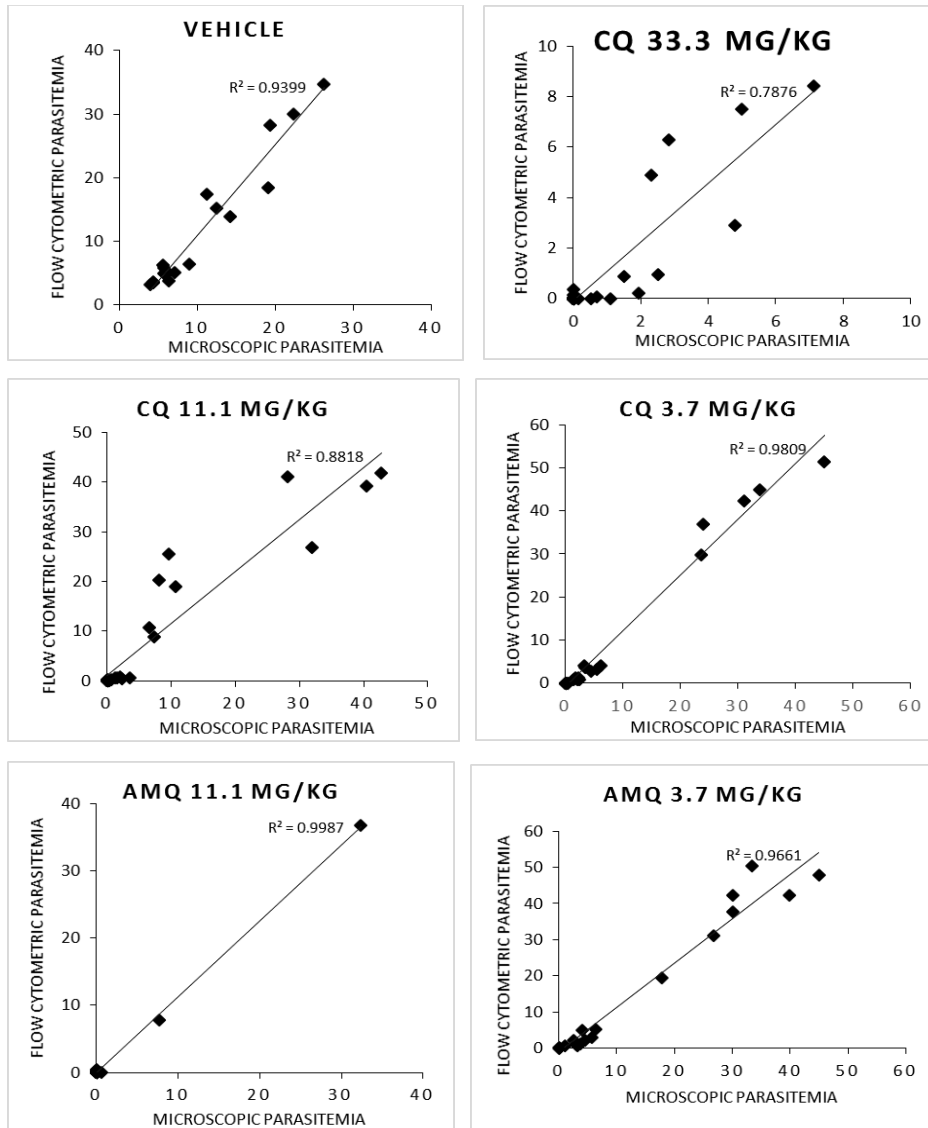 VEHICLE
FLOW CYTOMETRIC PARASITEMIA
40
30
20
10
0
R² = 0.9399
0 10 20 30 40
MICROSCOPIC PARASITEMIA
CQ 33.3 MG/KG
FLOW CYTOMETRIC PARASITEMIA
10
8
6
4
2
0
R² = 0.7876
0 2 4 6 8 10
MICROSCOPIC PARASITEMIA
CQ 11.1 MG/KG
FLOW CYTOMETRIC PARASITEMIA
50
40
30
20
10
0
R² = 0.8818
0 10 20 30 40 50
MICROSCOPIC PARASITEMIA
CQ 3.7 MG/KG
FLOW CYTOMETRIC PARASITEMIA
60
50
40
30
20
10
0
R² = 0.9809
0 10 20 30 40 50 60
MICROSCOPIC PARASITEMIA
AMQ 11.1 MG/KG
FLOW CYTOMETRIC PARASITEMIA
40
30
20
10
0
R² = 0.9987
0 10 20 30 40
MICROSCOPIC PARASITEMIA
AMQ 3.7 MG/KG
FLOW CYTOMETRIC PARASITEMIA
60
50
40
30
20
10
0
R² = 0.9661
0 10 20 30 40 50 60
MICROSCOPIC PARASITEMIA